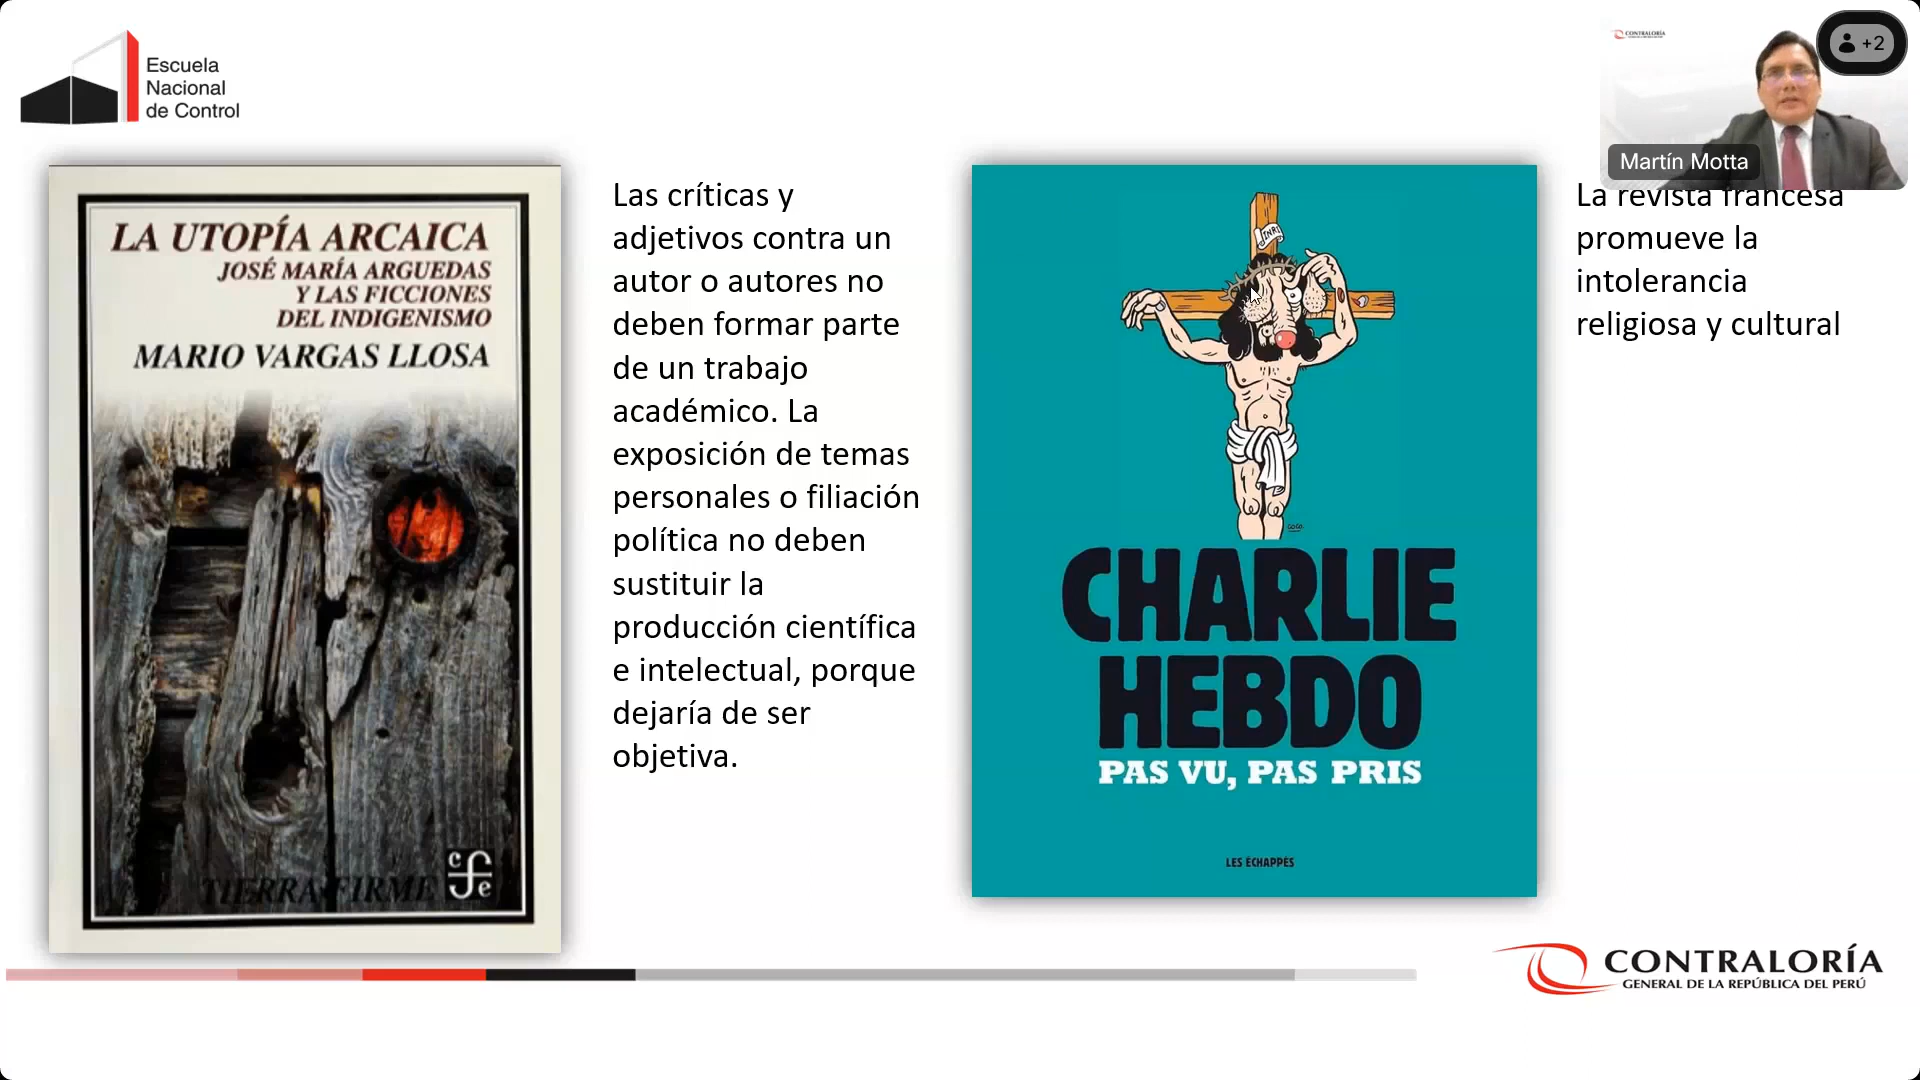 Escuela
Nacional
de Control
LA UTOPÍA ARCAICA
JOSÉ MARÍA ARGUEDAS
Y LAS FICCIONES
DEL INDIGENISMO
MARIO VARGAS LLOSA
TIERRA FIRME
c
f
e
Las críticas y
adjetivos contra un
autor o autores no
deben formar parte
de un trabajo
académico. La
exposición de temas
personales o filiación
política no deben
sustituir la
producción científica
e intelectual, porque
dejaría de ser
objetiva.
INRI
COCO
CHARLIE
HEBDO
PAS VU, PAS PRIS
LES ÉCHAPPÉS
CONTRALORÍA
+2
Martín Motta
La revista francesa
promueve la
intolerancia
religiosa y cultural
CONTRALORÍA
GENERAL DE LA REPÚBLICA DEL PERÚ